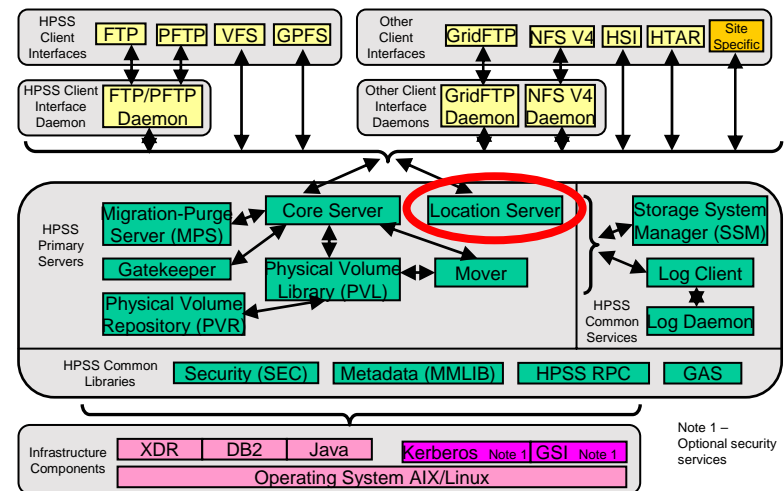 HPSS
Client
Interfaces
FTP
PFTP
VFS
GPFS
Other
Client
Interfaces
GridFTP
NFS V4
HSI
HTAR
Site
Specific
HPSS Client
Interface
Daemon
FTP/PFTP
Daemon
Other Client
Interface
Daemons
GridFTP
Daemon
NFS V4
Daemon
HPSS
Primary
Servers
Migration-Purge
Server (MPS)
Core Server
Location Server
Storage System
Manager (SSM)
Gatekeeper
Physical Volume
Library (PVL)
Mover
Log Client
Physical Volume
Repository (PVR)
HPSS
Common
Services
Log Daemon
HPSS Common
Libraries
Security (SEC)
Metadata (MMLIB)
HPSS RPC
GAS
Infrastructure
Components
XDR
DB2
Java
Kerberos Note 1
GSI Note 1
Operating System AIX/Linux
Note 1 –
Optional security
services